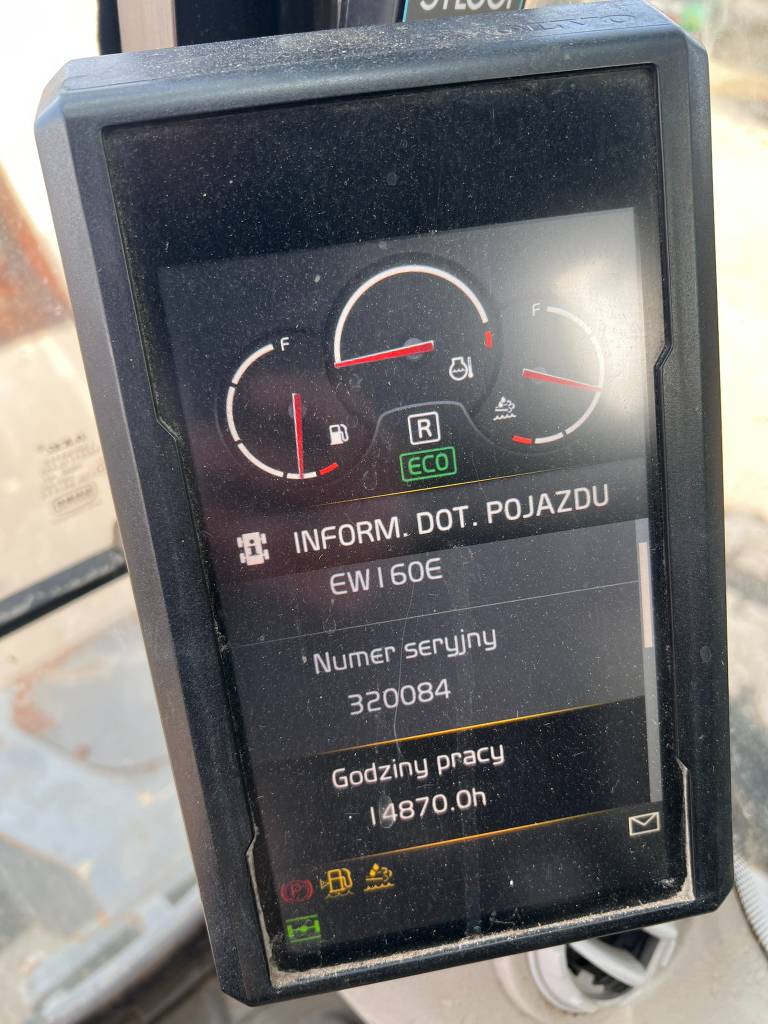 F
F
R
ECO
INFORM. DOT. POJAZDU
EW160E
Numer seryjny
320084
Godziny pracy
14870.0h
P